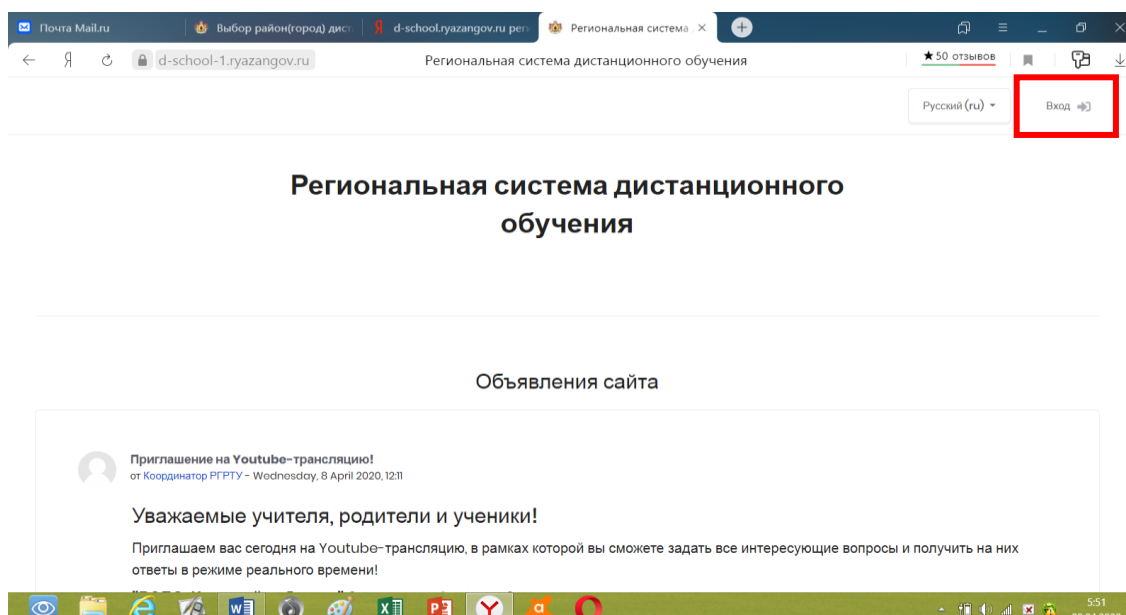 Почта Mail.ru
Выбор район(город) дист
d-school.ryazangov.ru реги
Региональная система
d-school-1.ryazangov.ru
Региональная система дистанционного обучения
★50 отзывов
Русский (ru)
Вход
Региональная система дистанционного
обучения
Объявления сайта
Приглашение на Youtube-трансляцию!
от Координатор РГРТУ - Wednesday, 8 April 2020, 12:11
Уважаемые учителя, родители и ученики!
Приглашаем вас сегодня на Youtube-трансляцию, в рамках которой вы сможете задать все интересующие вопросы и получить на них
ответы в режиме реального времени!
5:51